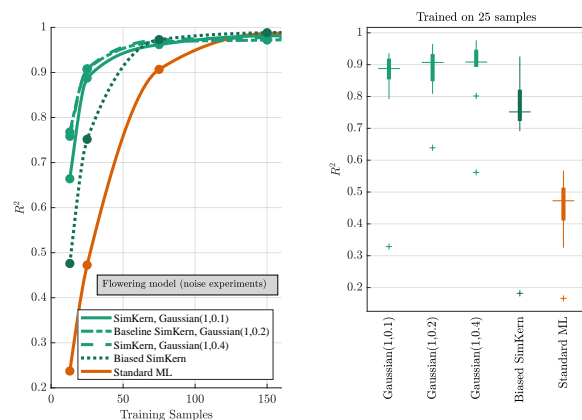 1
0.9
0.8
0.7
0.6
0.5
0.4
0.3
0.2
R²
0
50
100
150
Training Samples
Flowering model (noise experiments)
SimKern, Gaussian(1,0.1)
Baseline SimKern, Gaussian(1,0.2)
SimKern, Gaussian(1,0.4)
Biased SimKern
Standard ML
Trained on 25 samples
1
0.9
0.8
0.7
0.6
0.5
0.4
0.3
0.2
R²
Gaussian(1,0.1)
Gaussian(1,0.2)
Gaussian(1,0.4)
Biased SimKern
Standard ML